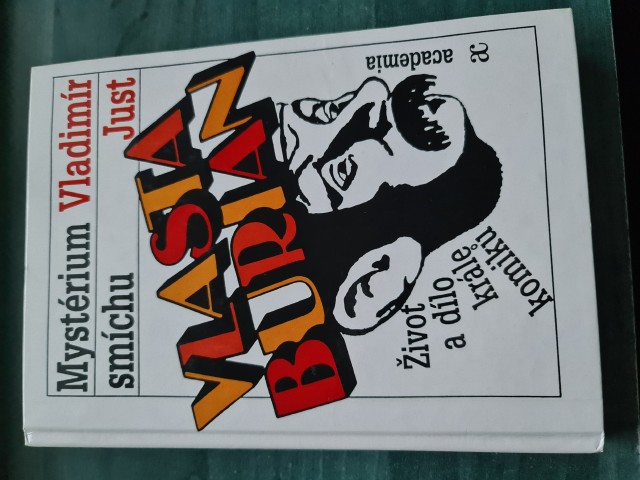 Mystérium
smíchu
Vladimír
Just
VLASTA
BURIAN
Život
a dílo
krále
komiků
academia